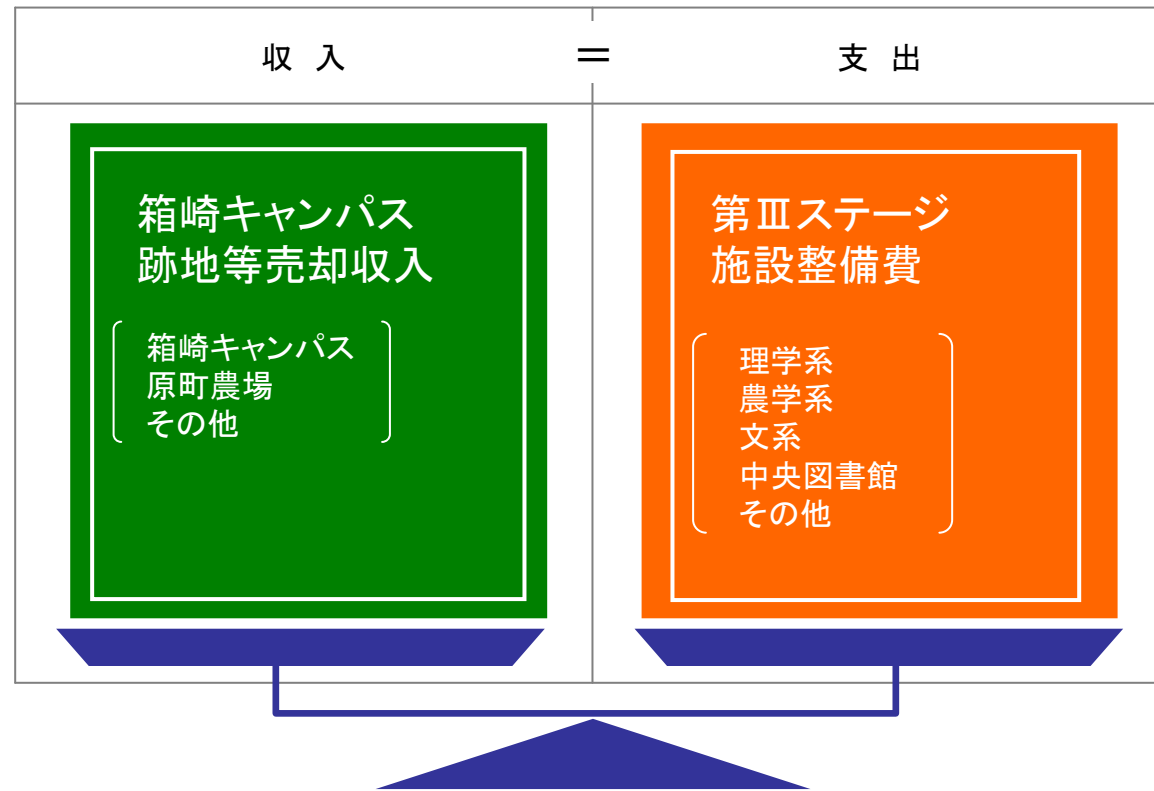 収 入 = 支 出
箱崎キャンパス
跡地等売却収入
箱崎キャンパス
原町農場
その他
第Ⅲステージ
施設整備費
理学系
農学系
文系
中央図書館
その他